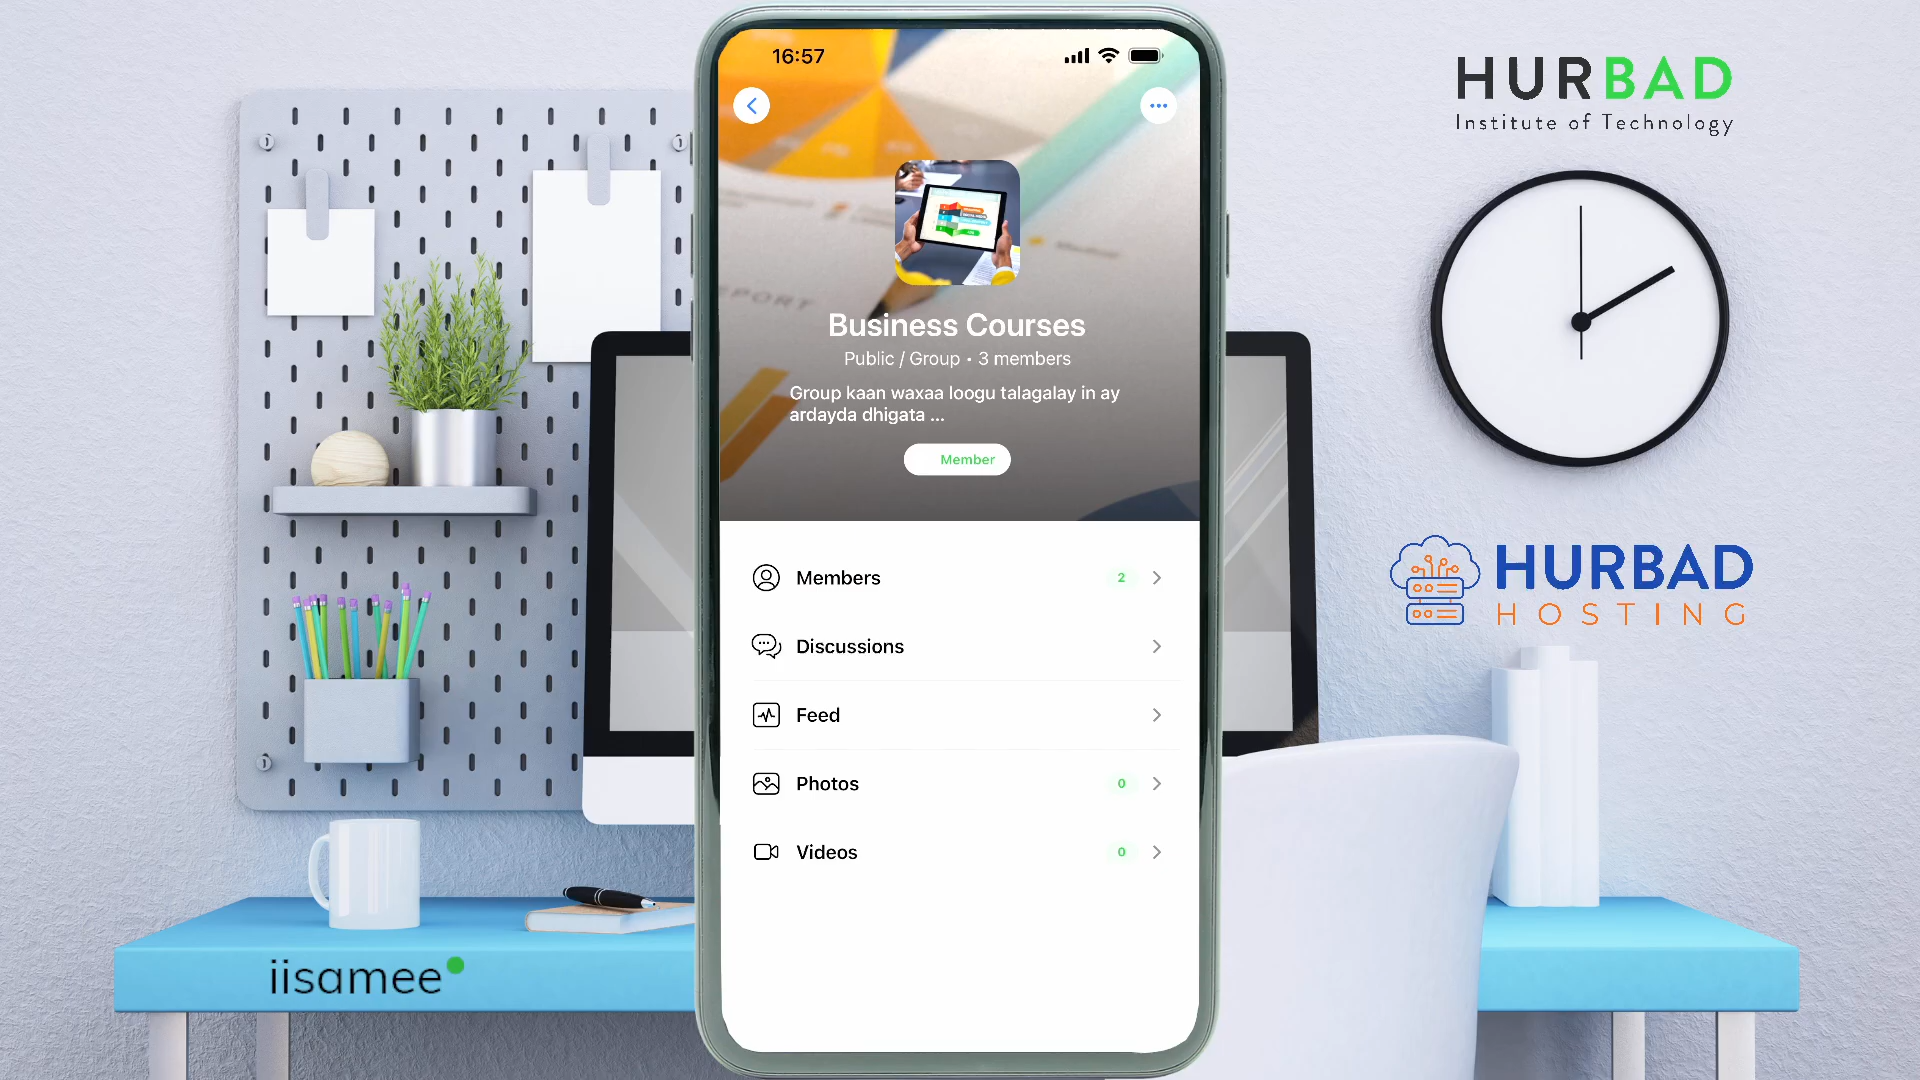 16:57
HURBAD
Institute of Technology
PORT
Business Courses
Public / Group • 3 members
Group kaan waxaa loogu talagalay in ay
ardayda dhigata ...
Member
Members 2
Discussions
Feed
Photos 0
Videos 0
HURBAD
HOSTING
iisamee